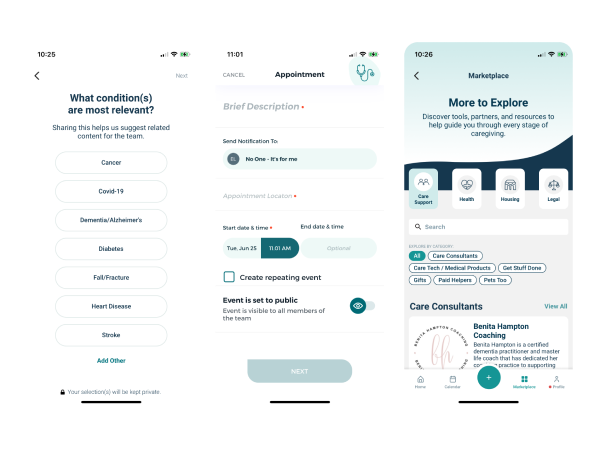 10:25
Next
What condition(s)
are most relevant?
Sharing this helps us suggest related
content for the team.
Cancer
Covid-19
Dementia/Alzheimer's
Diabetes
Fall/Fracture
Heart Disease
Stroke
Add Other
Your selection(s) will be kept private.
11:01
CANCEL
Appointment
Brief Description •
Send Notification To:
EL
No One - It's for me
Appointment Location •
Start date & time •
End date & time
Tue. Jun 25
11:01 AM
Optional
Create repeating event
Event is set to public
Event is visible to all members of
the team
NEXT
10:26
Marketplace
More to Explore
Discover tools, partners, and resources to
help guide you through every stage of
caregiving.
Care
Support
Health
Housing
Legal
Search
EXPLORE BY CATEGORY
All
Care Consultants
Care Tech / Medical Products
Get Stuff Done
Gifts
Paid Helpers
Pets Too
Care Consultants
View All
BENITA HAMPTON COACHING
bh
Benita Hampton
Coaching
Benita Hampton is a certified
dementia practitioner and master
life coach that has dedicated her
practice to supporting
Home
Calendar
+
Marketplace
Profile